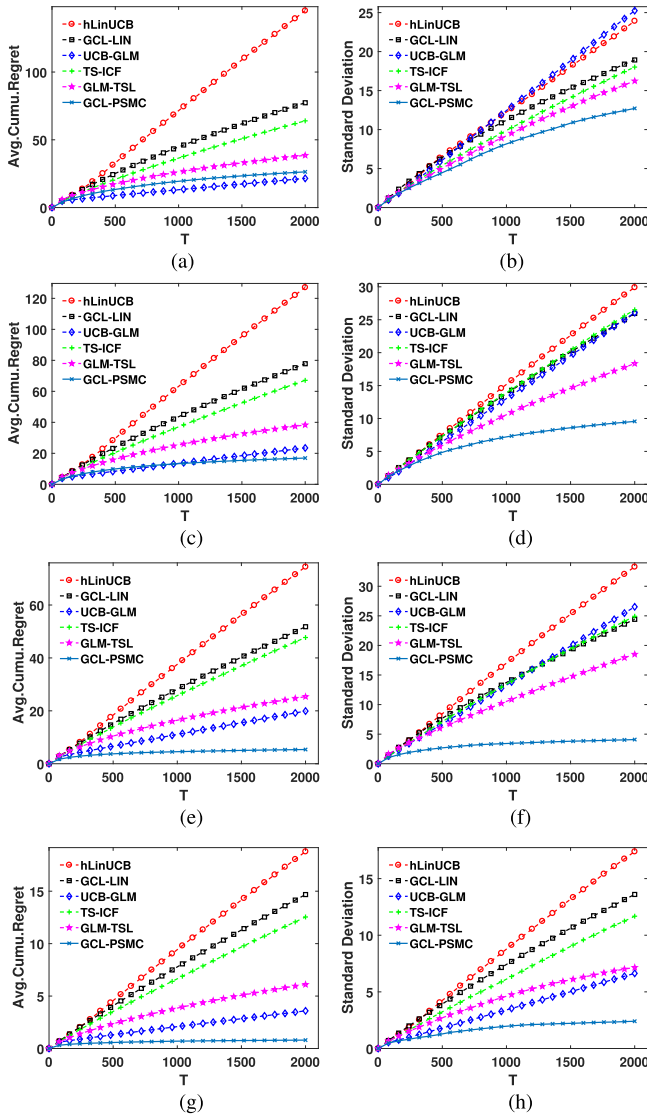 Avg.Cumu.Regret
100
50
0
hLinUCB
GCL-LIN
UCB-GLM
TS-ICF
GLM-TSL
GCL-PSMC
0 500 1000 1500 2000
T
(a)
Standard Deviation
25
20
15
10
5
0
hLinUCB
GCL-LIN
UCB-GLM
TS-ICF
GLM-TSL
GCL-PSMC
0 500 1000 1500 2000
T
(b)
Avg.Cumu.Regret
120
100
80
60
40
20
0
hLinUCB
GCL-LIN
UCB-GLM
TS-ICF
GLM-TSL
GCL-PSMC
0 500 1000 1500 2000
T
(c)
Standard Deviation
30
25
20
15
10
5
0
hLinUCB
GCL-LIN
UCB-GLM
TS-ICF
GLM-TSL
GCL-PSMC
0 500 1000 1500 2000
T
(d)
Avg.Cumu.Regret
60
40
20
0
hLinUCB
GCL-LIN
UCB-GLM
TS-ICF
GLM-TSL
GCL-PSMC
0 500 1000 1500 2000
T
(e)
Standard Deviation
30
25
20
15
10
5
0
hLinUCB
GCL-LIN
UCB-GLM
TS-ICF
GLM-TSL
GCL-PSMC
0 500 1000 1500 2000
T
(f)
Avg.Cumu.Regret
15
10
5
0
hLinUCB
GCL-LIN
UCB-GLM
TS-ICF
GLM-TSL
GCL-PSMC
0 500 1000 1500 2000
T
(g)
Standard Deviation
15
10
5
0
hLinUCB
GCL-LIN
UCB-GLM
TS-ICF
GLM-TSL
GCL-PSMC
0 500 1000 1500 2000
T
(h)